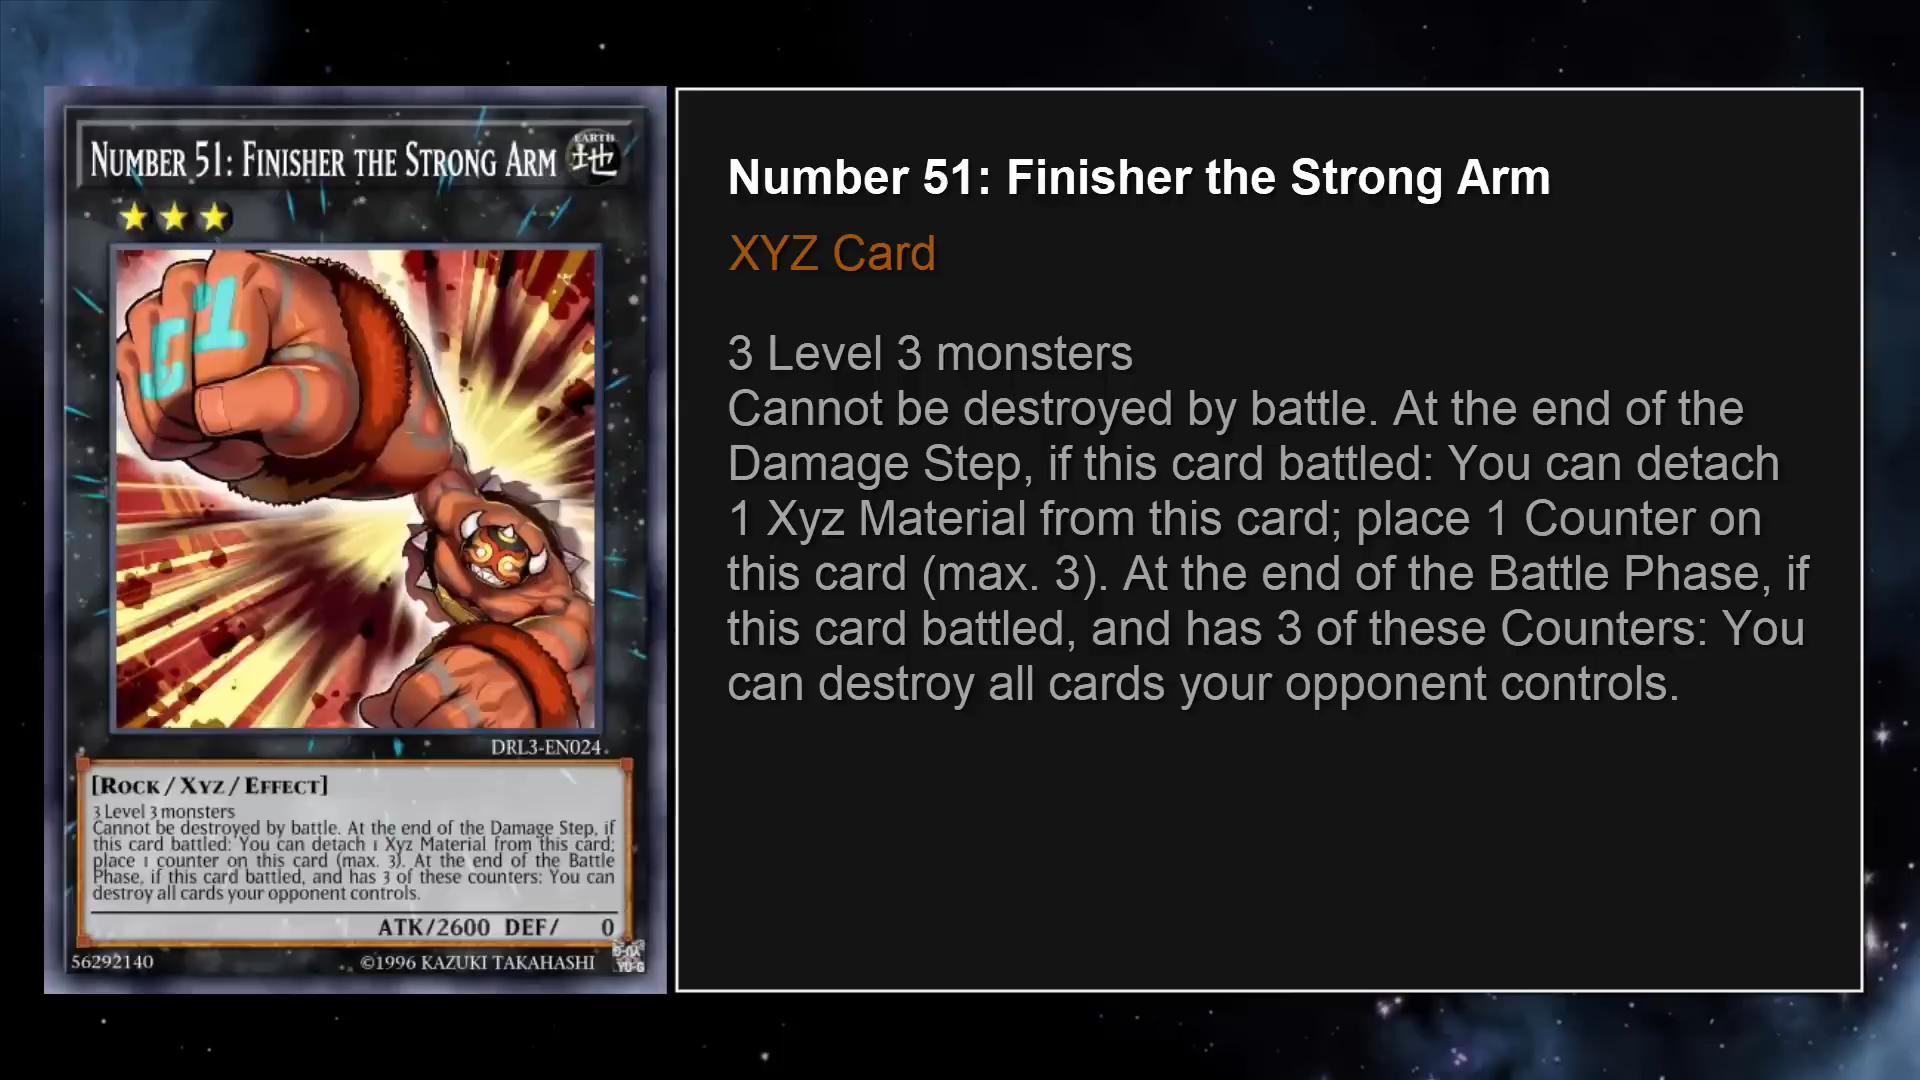 NUMBER 51: FINISHER THE STRONG ARM
EARTH
地
51
DRL3-EN024
[ROCK / XYZ / EFFECT]
3 Level 3 monsters
Cannot be destroyed by battle. At the end of the Damage Step, if
this card battled: You can detach 1 Xyz Material from this card;
place 1 counter on this card (max. 3). At the end of the Battle
Phase, if this card battled, and has 3 of these counters: You can
destroy all cards your opponent controls.
ATK/2600 DEF/ 0
56292140
©1996 KAZUKI TAKAHASHI
Number 51: Finisher the Strong Arm
XYZ Card
3 Level 3 monsters
Cannot be destroyed by battle. At the end of the
Damage Step, if this card battled: You can detach
1 Xyz Material from this card; place 1 Counter on
this card (max. 3). At the end of the Battle Phase, if
this card battled, and has 3 of these Counters: You
can destroy all cards your opponent controls.